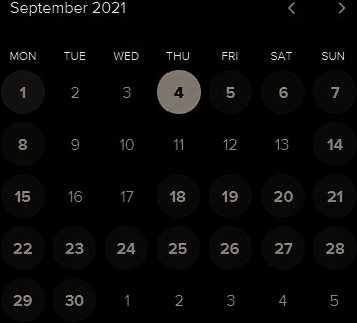 September 2021
MON TUE WED THU FRI SAT SUN
1 2 3 4 5 6 7
8 9 10 11 12 13 14
15 16 17 18 19 20 21
22 23 24 25 26 27 28
29 30 1 2 3 4 5